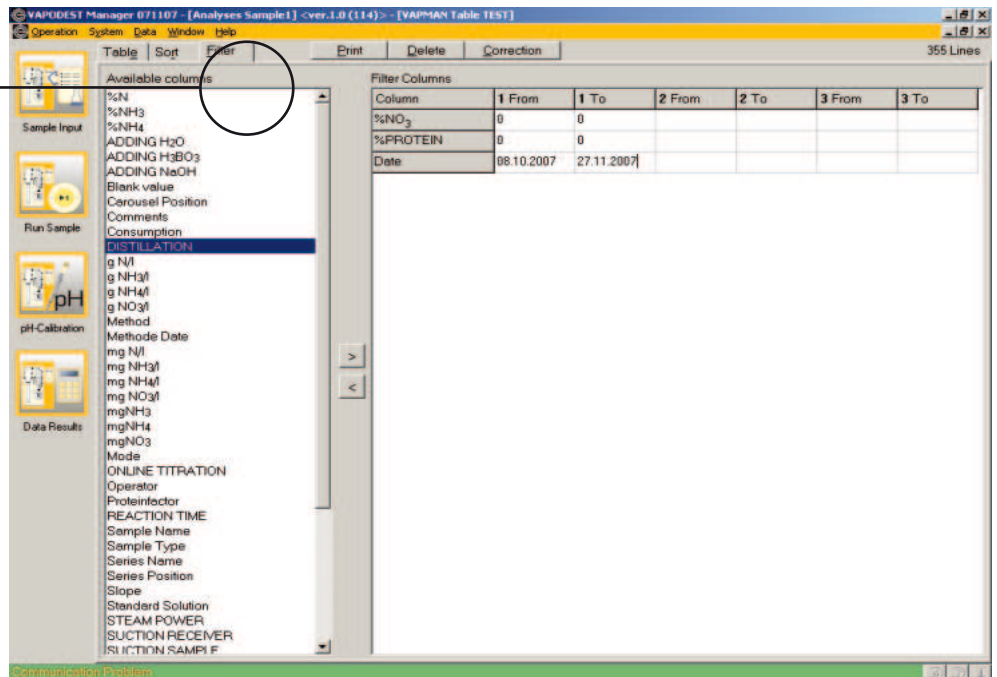 VAPODEST Manager 071107 - [Analyses Sample1] <ver.1.0 (114)> - [VAPMAN Table TEST]
Operation System Data Window Help
Table Sort Filter Print Delete Correction 355 Lines
Available columns
%N
%NH3
%NH4
ADDING H2O
ADDING H3BO3
ADDING NaOH
Blank value
Carousel Position
Comments
Consumption
DISTILLATION
g N/l
g NH3/l
g NH4/l
g NO3/l
Method
Methode Date
mg N/l
mg NH3/l
mg NH4/l
mg NO3/l
mgNH3
mgNH4
mgNO3
Mode
ONLINE TITRATION
Operator
Proteinfactor
REACTION TIME
Sample Name
Sample Type
Series Name
Series Position
Slope
Standard Solution
STEAM POWER
SUCTION RECEIVER
SUCTION SAMPLE
>
<
Filter Columns
Column 1 From 1 To 2 From 2 To 3 From 3 To
%NO3 0 0
%PROTEIN 0 0
Date 08.10.2007 27.11.2007
Sample Input
Run Sample
pH
pH-Calibration
Data Results
Communication Problem